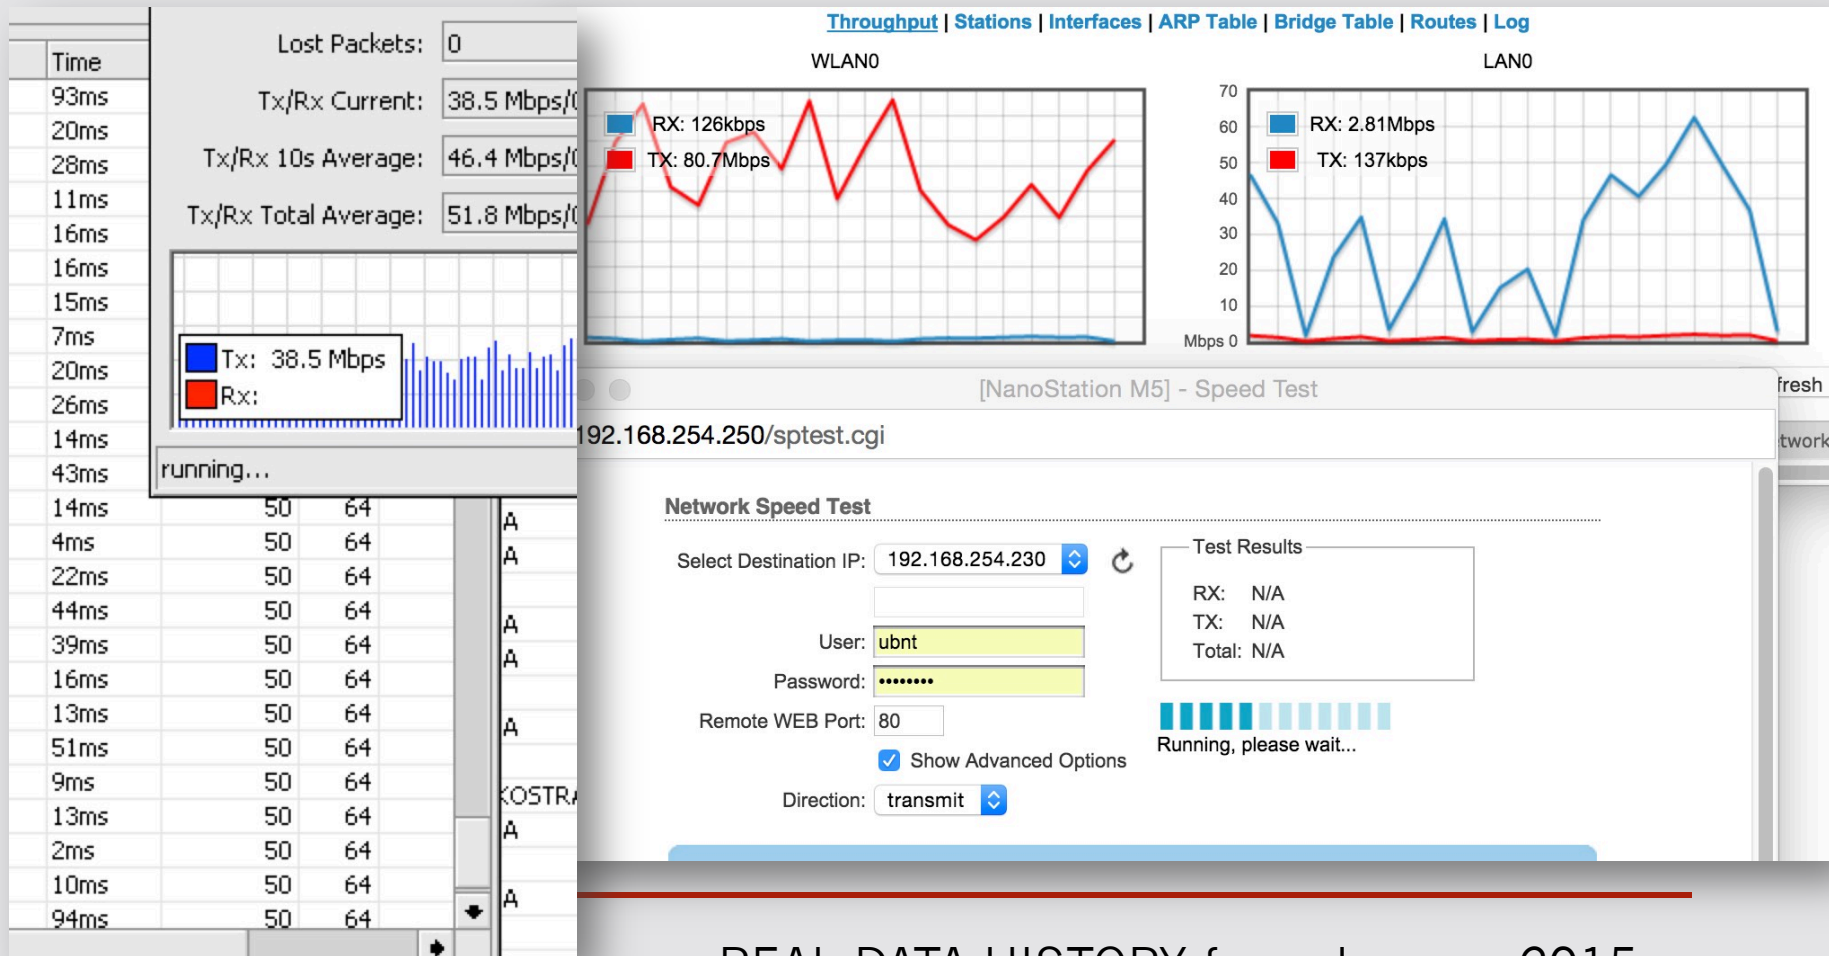 Time
93ms
20ms
28ms
11ms
16ms
16ms
15ms
7ms
20ms
26ms
14ms
43ms
14ms 50 64
4ms 50 64
22ms 50 64
44ms 50 64
39ms 50 64
16ms 50 64
13ms 50 64
51ms 50 64
9ms 50 64
13ms 50 64
2ms 50 64
10ms 50 64
94ms 50 64
Lost Packets: 0
Tx/Rx Current: 38.5 Mbps/
Tx/Rx 10s Average: 46.4 Mbps/
Tx/Rx Total Average: 51.8 Mbps/
Tx: 38.5 Mbps
Rx:
running...
A
A
A
A
A
KOSTRA
A
A
Throughput | Stations | Interfaces | ARP Table | Bridge Table | Routes | Log
WLAN0
RX: 126kbps
TX: 80.7Mbps
LAN0
70
60
50
40
30
20
10
Mbps 0
RX: 2.81Mbps
TX: 137kbps
fresh
twork
[NanoStation M5] - Speed Test
192.168.254.250/sptest.cgi
Network Speed Test
Select Destination IP: 192.168.254.230
User: ubnt
Password: ••••••••
Remote WEB Port: 80
Show Advanced Options
Direction: transmit
Test Results
RX: N/A
TX: N/A
Total: N/A
Running, please wait...
REAL DATA HISTORY 2015